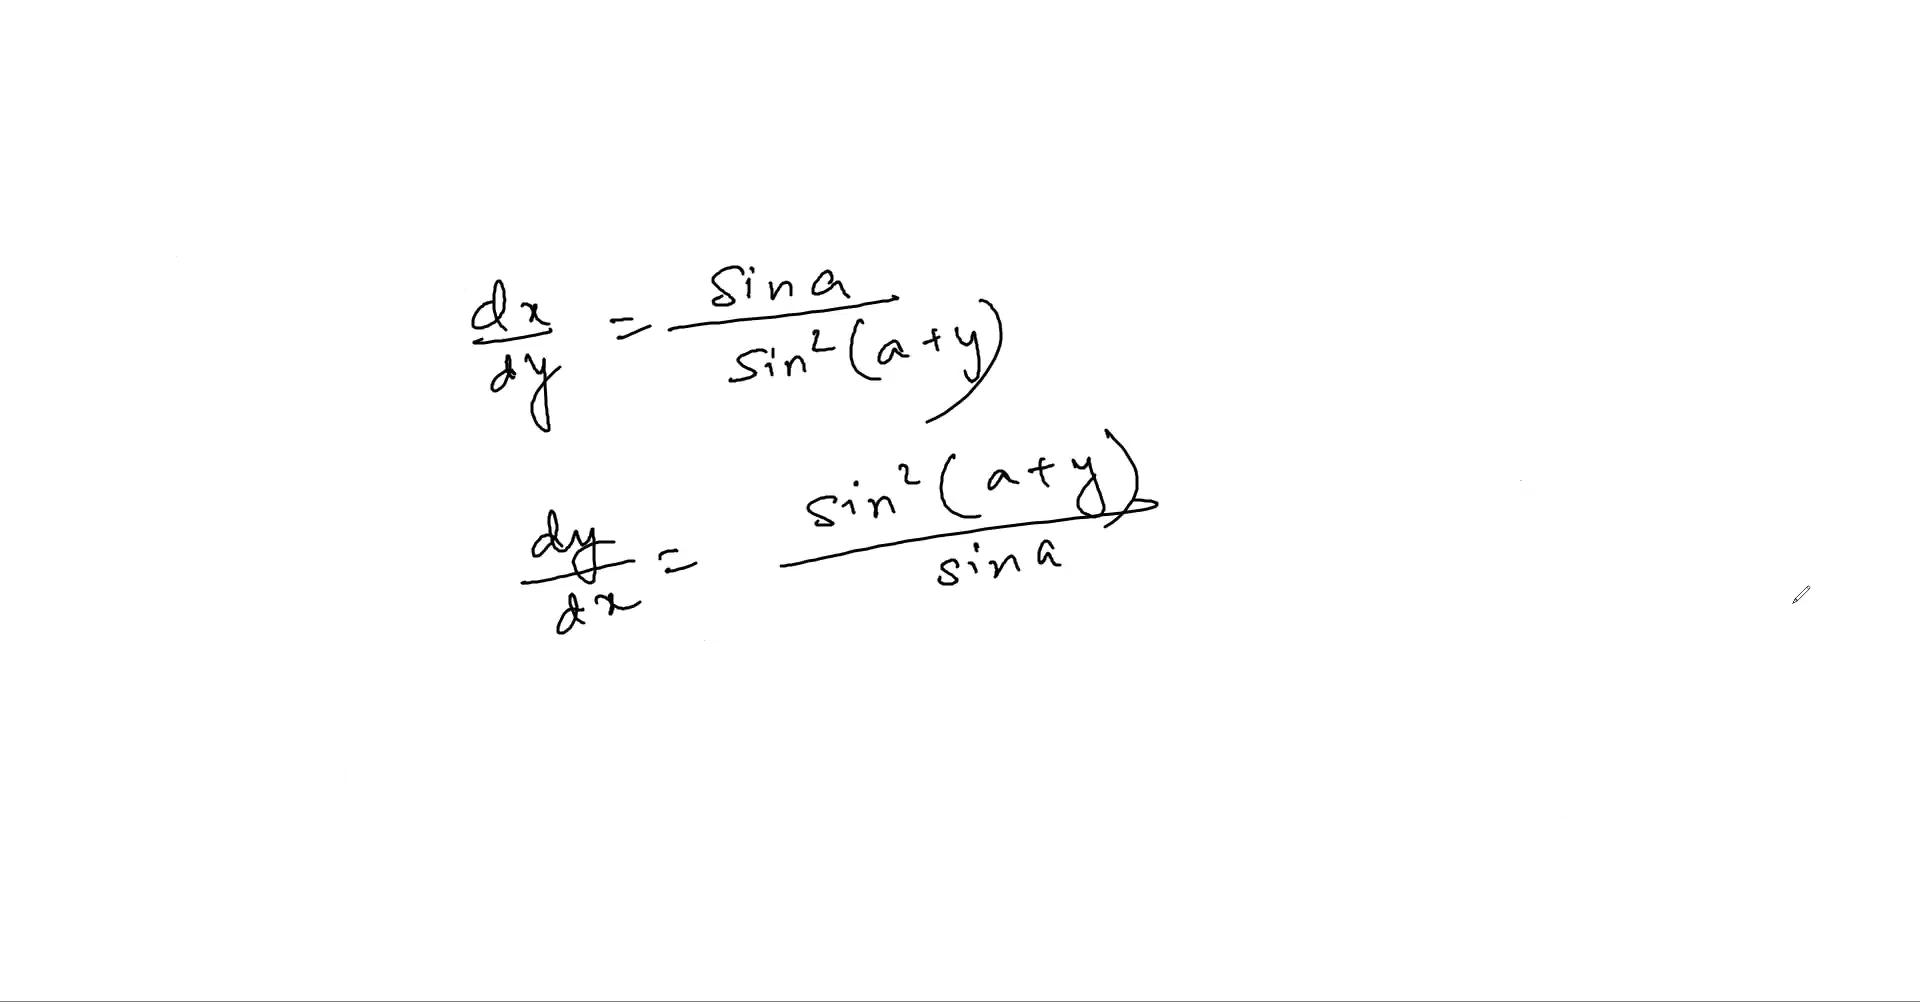 dx/dy = sin a / sin²(a+y)
dy/dx = sin²(a+y) / sin a